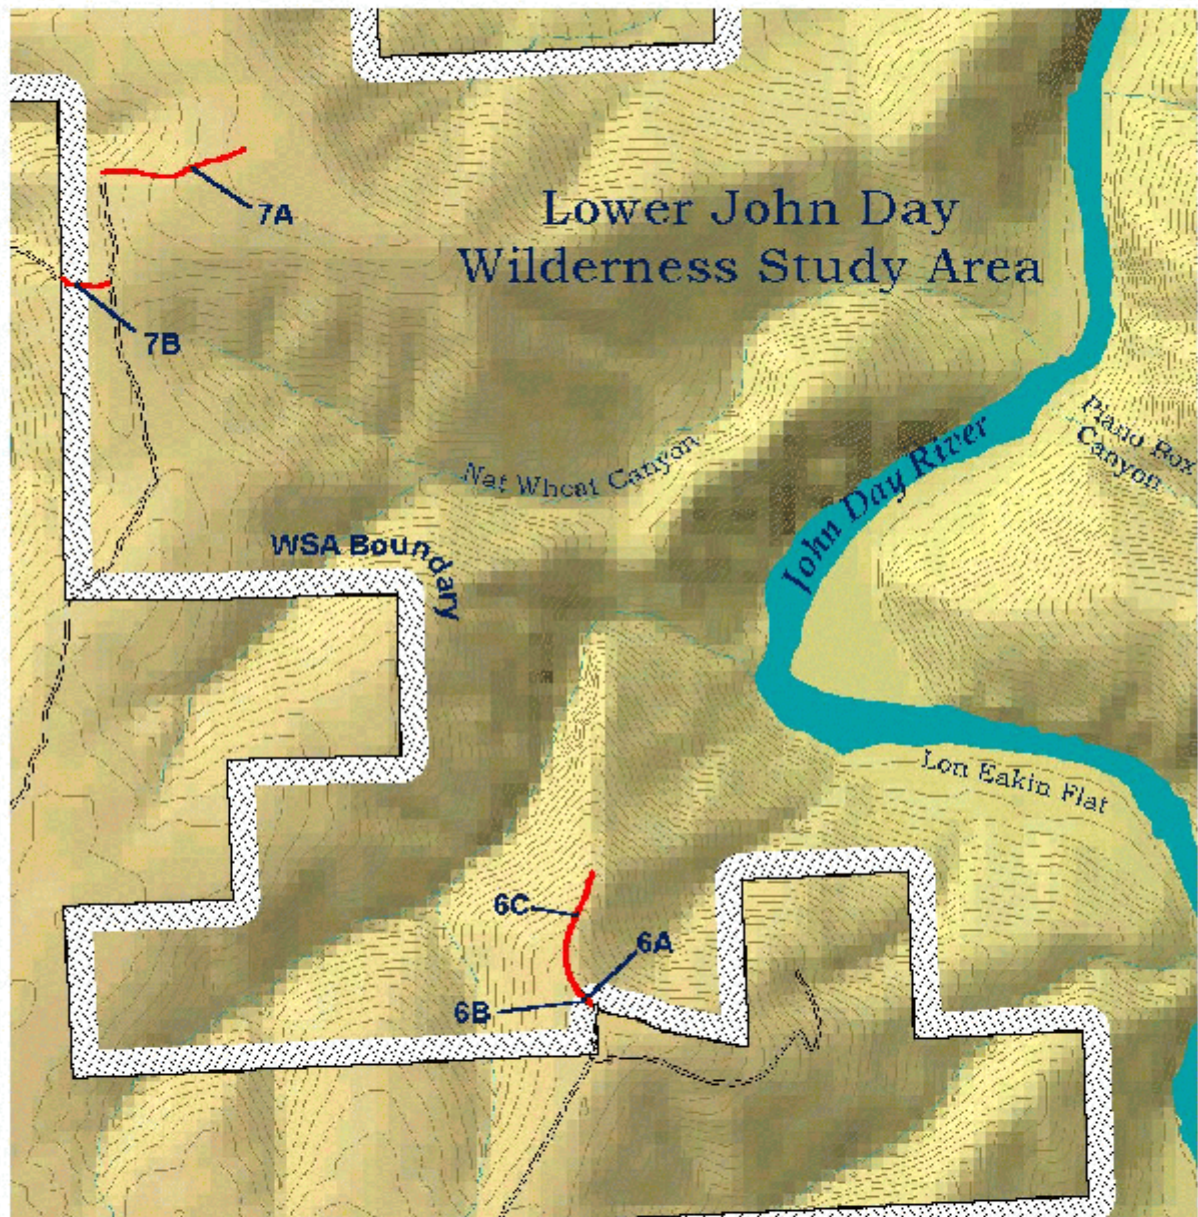 7A
Lower John Day
Wilderness Study Area
7B
Piano Box
Canyon
Nat Wheat Canyon
John Day River
WSA Boundary
Lon Eakin Flat
6C
6A
6B